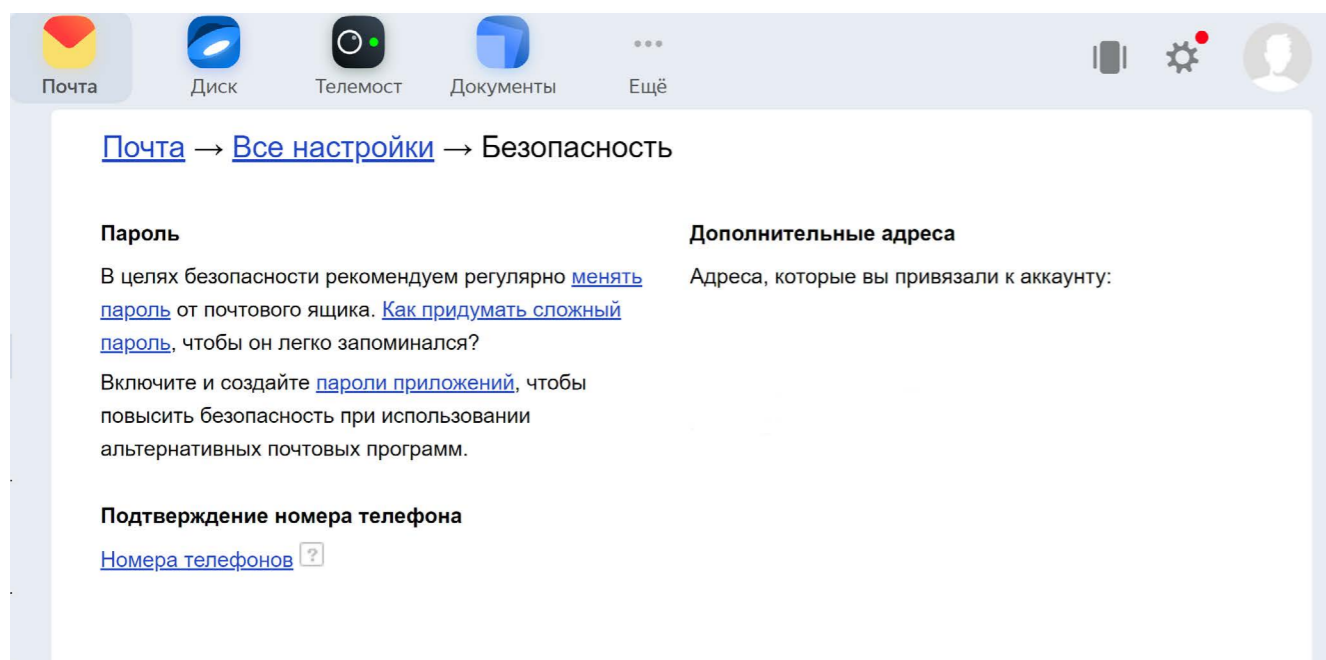 Почта
Диск
Телемост
Документы
Ещё
Почта → Все настройки → Безопасность
Пароль
В целях безопасности рекомендуем регулярно менять
пароль от почтового ящика. Как придумать сложный
пароль, чтобы он легко запоминался?
Включите и создайте пароли приложений, чтобы
повысить безопасность при использовании
альтернативных почтовых программ.
Подтверждение номера телефона
Номера телефонов ?
Дополнительные адреса
Адреса, которые вы привязали к аккаунту: